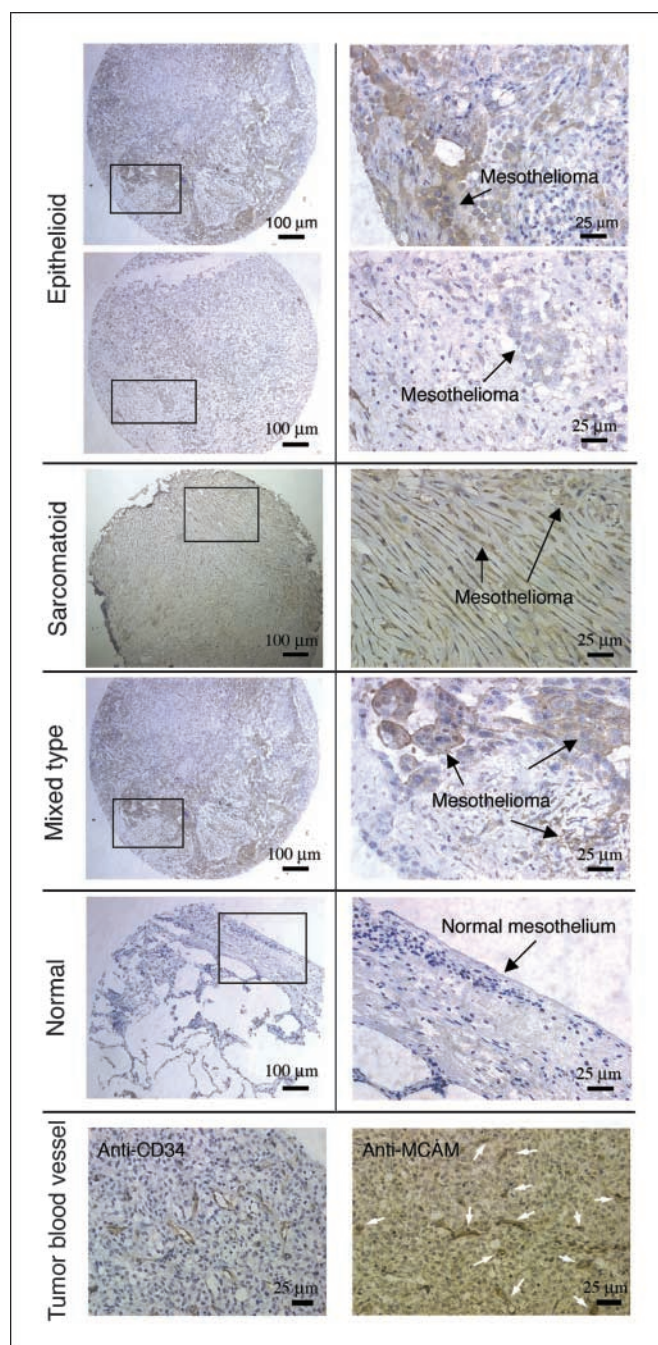 Epithelioid
100 µm
Mesothelioma
25 µm
100 µm
Mesothelioma
25 µm
Sarcomatoid
100 µm
Mesothelioma
25 µm
Mixed type
100 µm
Mesothelioma
25 µm
Normal
100 µm
Normal mesothelium
25 µm
Tumor blood vessel
Anti-CD34
25 µm
Anti-MCAM
25 µm